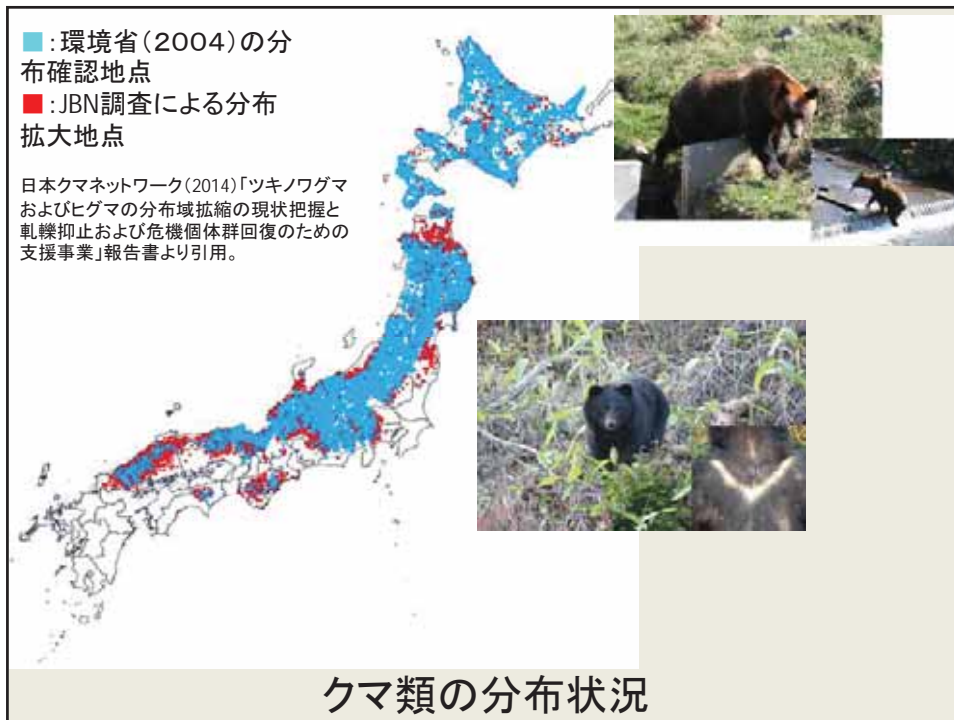 ■:環境省(2004)の分
布確認地点
■:JBN調査による分布
拡大地点
日本クマネットワーク(2014)「ツキノワグマ
およびヒグマの分布域拡縮の現状把握と
軋轢抑止および危機個体群回復のための
支援事業」報告書より引用。
クマ類の分布状況